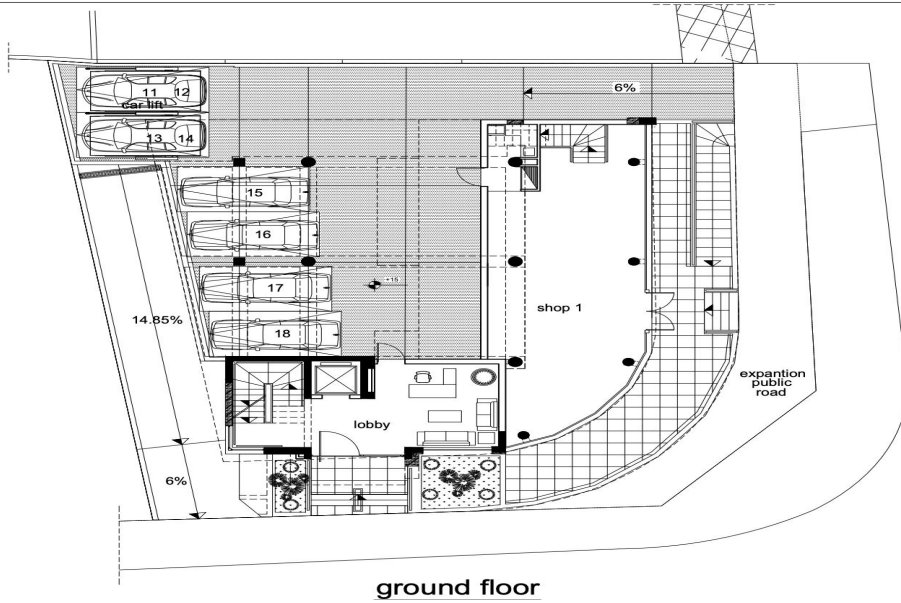 11 12
car lift
13 14
6%
15
16
17
+15
18
14.85%
shop 1
expantion
public
road
lobby
6%
ground floor